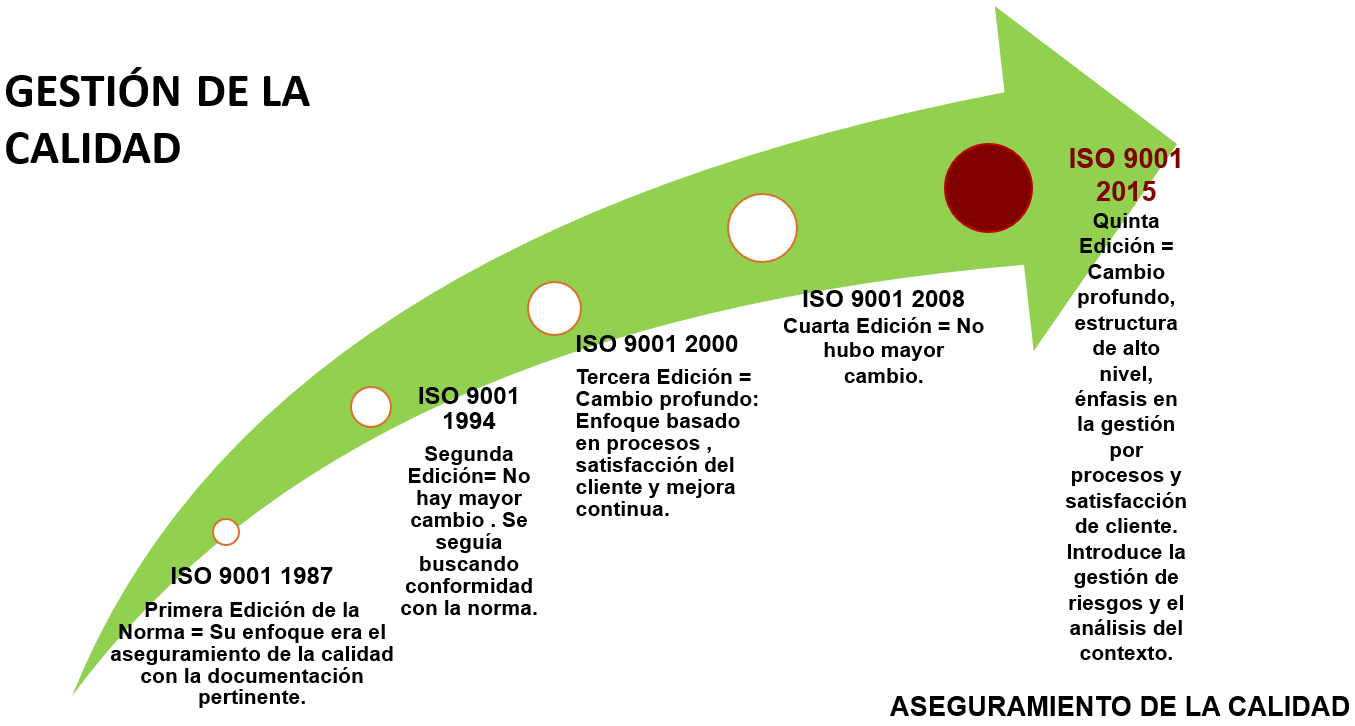 GESTIÓN DE LA
CALIDAD
ISO 9001 1987
Primera Edición de la
Norma = Su enfoque era el
aseguramiento de la calidad
con la documentación
pertinente.
ISO 9001
1994
Segunda
Edición= No
hay mayor
cambio . Se
seguía
buscando
conformidad
con la norma.
ISO 9001 2000
Tercera Edición =
Cambio profundo:
Enfoque basado
en procesos ,
satisfacción del
cliente y mejora
continua.
ISO 9001 2008
Cuarta Edición = No
hubo mayor
cambio.
ISO 9001
2015
Quinta
Edición =
Cambio
profundo,
estructura
de alto
nivel,
énfasis en
la gestión
por
procesos y
satisfacción
de cliente.
Introduce la
gestión de
riesgos y el
análisis del
contexto.
ASEGURAMIENTO DE LA CALIDAD